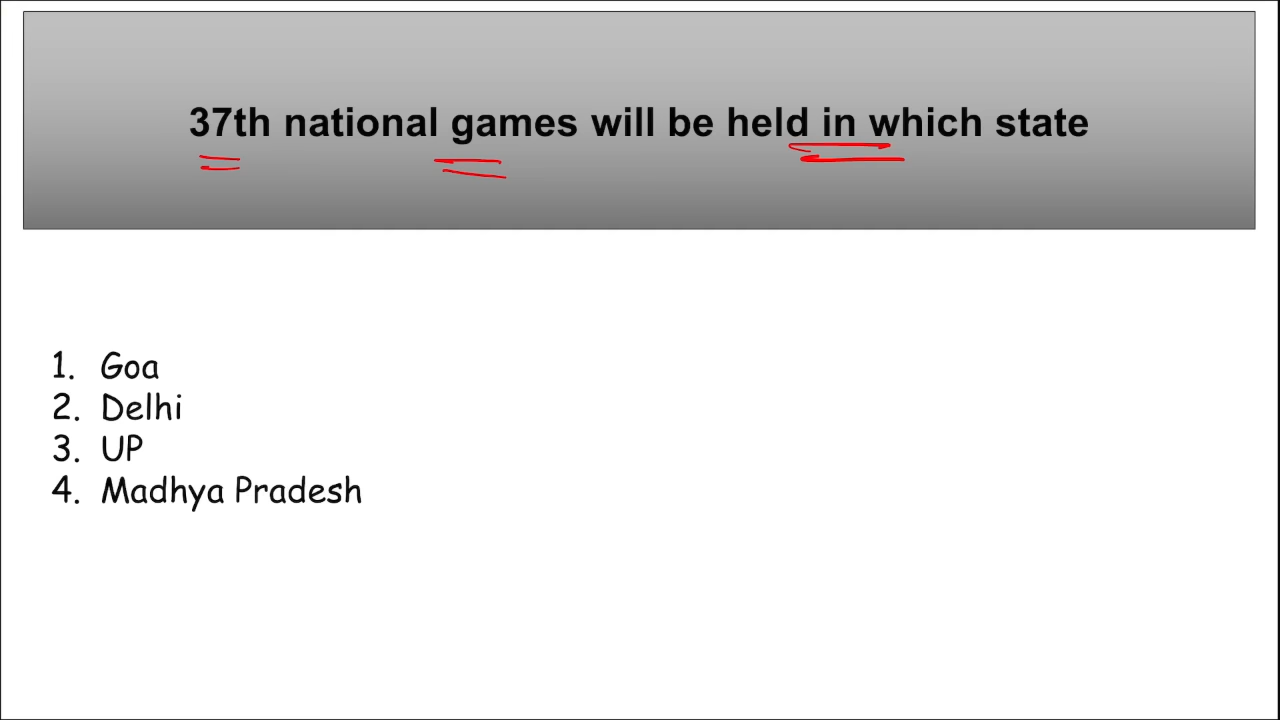 37th national games will be held in which state
1. Goa
2. Delhi
3. UP
4. Madhya Pradesh